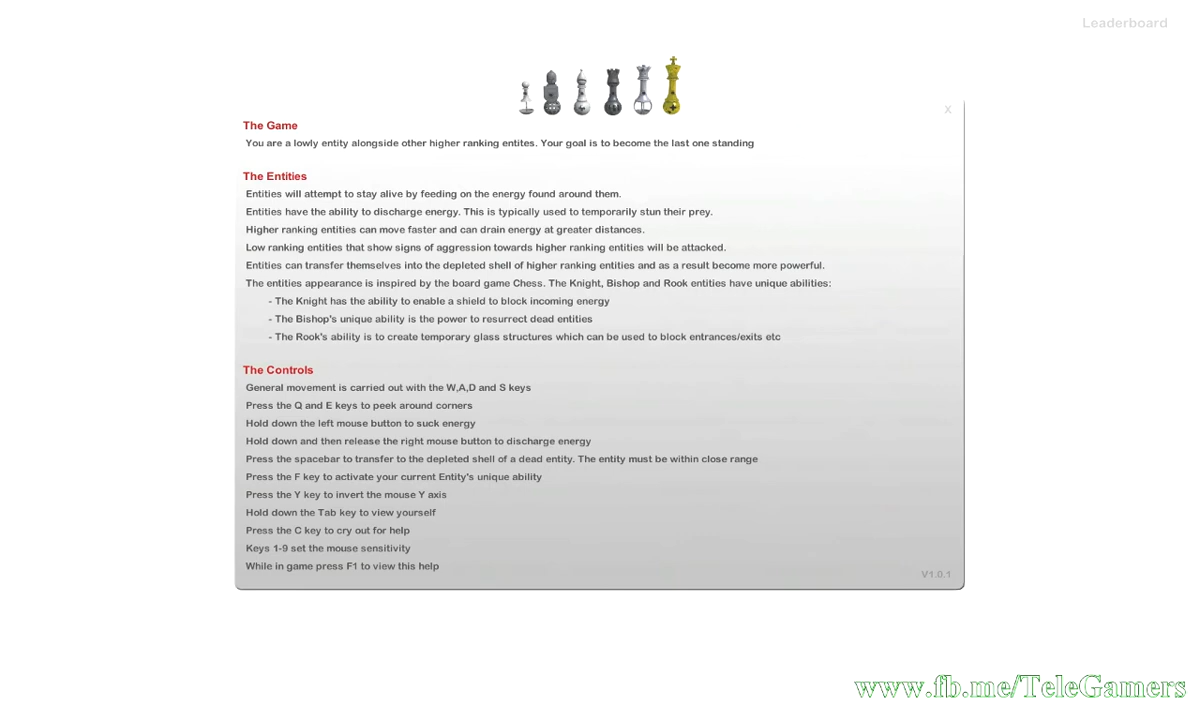 Leaderboard
X
The Game
You are a lowly entity alongside other higher ranking entites. Your goal is to become the last one standing
The Entities
Entities will attempt to stay alive by feeding on the energy found around them.
Entities have the ability to discharge energy. This is typically used to temporarily stun their prey.
Higher ranking entities can move faster and can drain energy at greater distances.
Low ranking entities that show signs of aggression towards higher ranking entities will be attacked.
Entities can transfer themselves into the depleted shell of higher ranking entities and as a result become more powerful.
The entities appearance is inspired by the board game Chess. The Knight, Bishop and Rook entities have unique abilities:
- The Knight has the ability to enable a shield to block incoming energy
- The Bishop's unique ability is the power to resurrect dead entities
- The Rook's ability is to create temporary glass structures which can be used to block entrances/exits etc
The Controls
General movement is carried out with the W,A,D and S keys
Press the Q and E keys to peek around corners
Hold down the left mouse button to suck energy
Hold down and then release the right mouse button to discharge energy
Press the spacebar to transfer to the depleted shell of a dead entity. The entity must be within close range
Press the F key to activate your current Entity's unique ability
Press the Y key to invert the mouse Y axis
Hold down the Tab key to view yourself
Press the C key to cry out for help
Keys 1-9 set the mouse sensitivity
While in game press F1 to view this help
V1.0.1
www.fb.me/TeleGamers